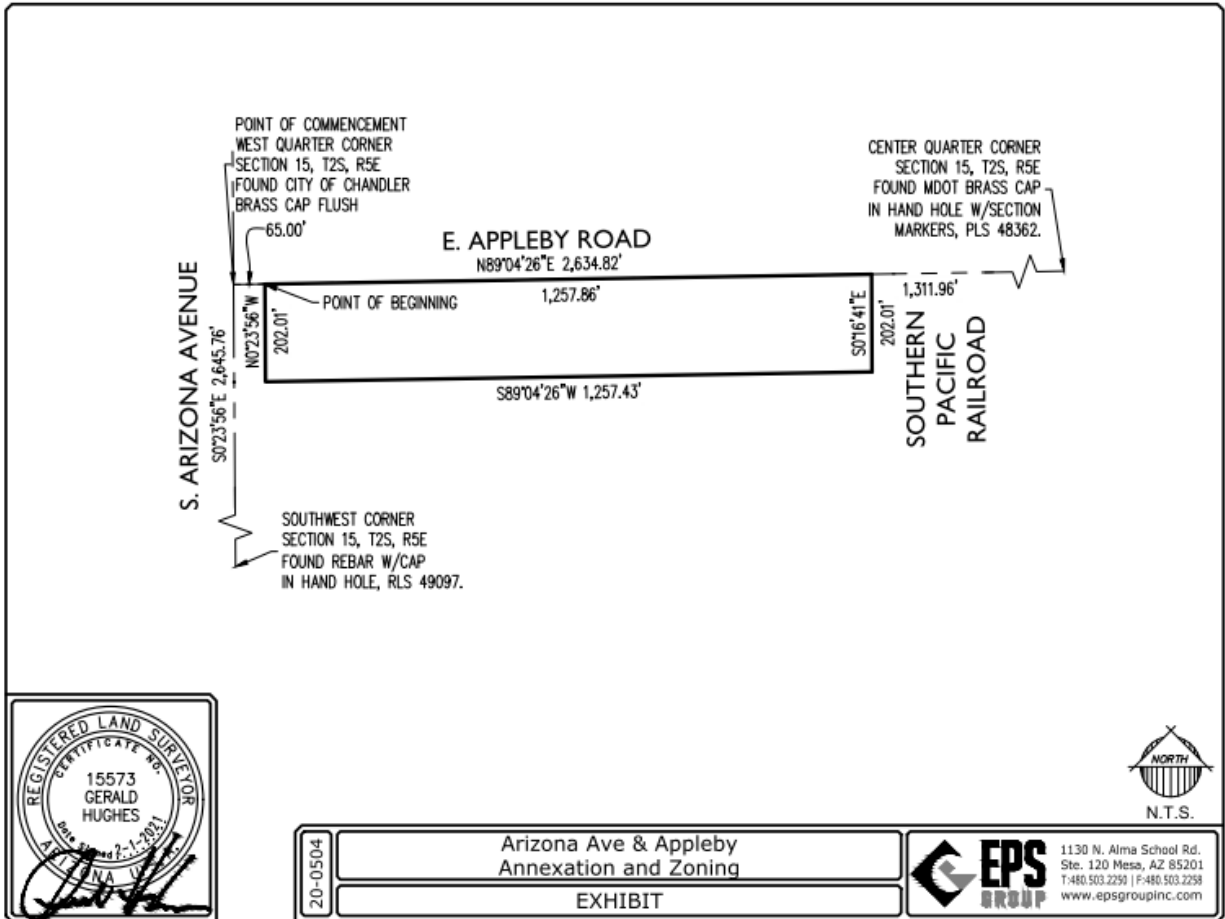 POINT OF COMMENCEMENT
WEST QUARTER CORNER
SECTION 15, T2S, R5E
FOUND CITY OF CHANDLER
BRASS CAP FLUSH
65.00'
CENTER QUARTER CORNER
SECTION 15, T2S, R5E
FOUND MDOT BRASS CAP
IN HAND HOLE W/SECTION
MARKERS, PLS 48362.
E. APPLEBY ROAD
N89°04'26"E 2,634.82'
POINT OF BEGINNING
1,257.86'
1,311.96'
S. ARIZONA AVENUE
S0°23'56"E 2,645.76'
N0°23'56"W
202.01'
S0°16'41"E
202.01'
SOUTHERN
PACIFIC
RAILROAD
S89°04'26"W 1,257.43'
SOUTHWEST CORNER
SECTION 15, T2S, R5E
FOUND REBAR W/CAP
IN HAND HOLE, RLS 49097.
REGISTERED LAND SURVEYOR
CERTIFICATE NO.
15573
GERALD
HUGHES
Date Signed 2-1-2021
ARIZONA U.S.A.
NORTH
N.T.S.
20-0504
Arizona Ave & Appleby
Annexation and Zoning
EXHIBIT
EPS
GROUP
1130 N. Alma School Rd.
Ste. 120 Mesa, AZ 85201
T:480.503.2250 | F:480.503.2258
www.epsgroupinc.com